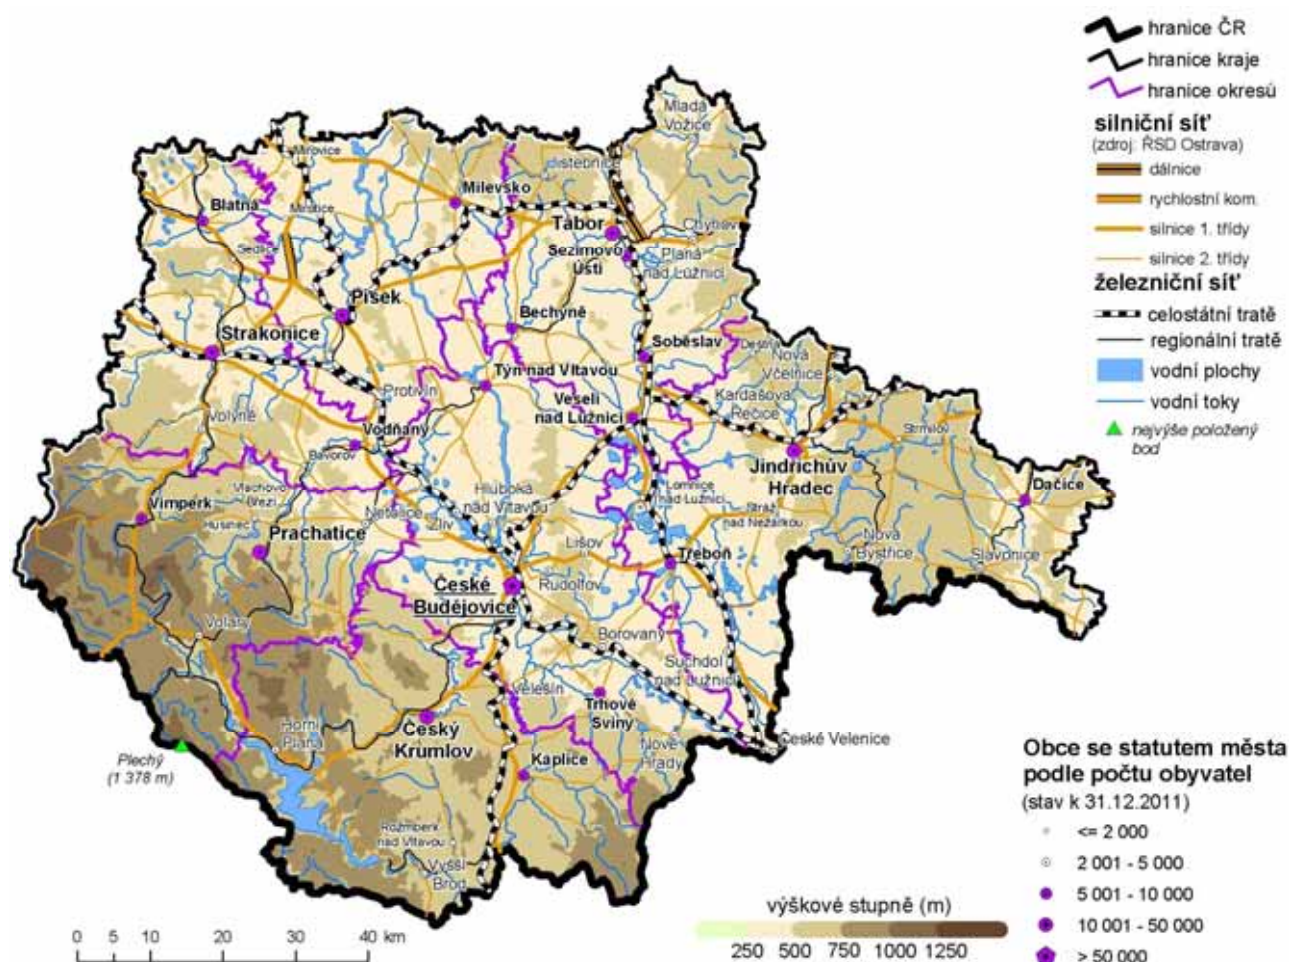 hranice ČR
hranice kraje
hranice okresů
silniční síť
(zdroj: ŘSD Ostrava)
dálnice
rychlostní kom.
silnice 1. třídy
silnice 2. třídy
železniční síť
celostátní tratě
regionální tratě
vodní plochy
vodní toky
nejvýše položený
bod
Mladá
Vožice
Mirovice
Jistebnice
Milevsko
Blatná
Mirotice
Tábor
Chýnov
Sezimovo
Ústí
Planá
nad Lužnicí
Sedlice
Písek
Bechyně
Strakonice
Soběslav
Deštná
Nová
Včelnice
Týn nad Vltavou
Protivín
Kardašova
Řečice
Veselí
nad Lužnicí
Volyně
Vodňany
Strmilov
Bavorov
Jindřichův
Hradec
Dačice
Vlachovo
Březí
Hluboká
nad Vltavou
Lomnice
nad Lužnicí
Vimperk
Husinec
Netolice
Zliv
Stráž
nad Nežárkou
Prachatice
Lišov
Nová
Bystřice
Třeboň
Slavonice
České
Budějovice
Rudolfov
Volary
Borovany
Suchdol
nad Lužnicí
Velešín
Trhové
Sviny
Horní
Planá
Český
Krumlov
Nové
Hrady
České Velenice
Plechý
(1 378 m)
Kaplice
Rožmberk
nad Vltavou
Vyšší
Brod
Obce se statutem města
podle počtu obyvatel
(stav k 31.12.2011)
<= 2 000
2 001 - 5 000
5 001 - 10 000
10 001 - 50 000
> 50 000
výškové stupně (m)
250 500 750 1000 1250
0 5 10 20 30 40 km